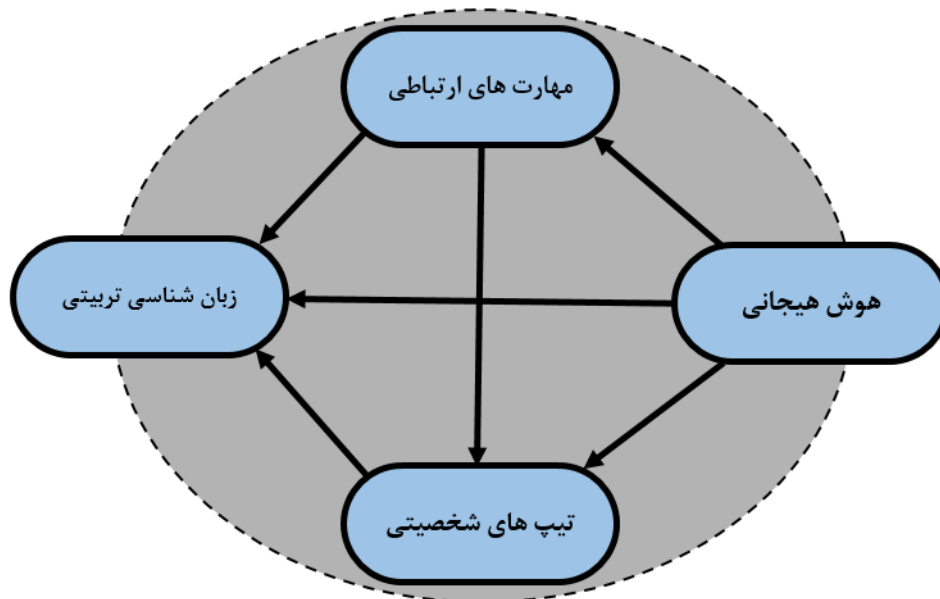 مهارت های ارتباطی
هوش هیجانی
زبان شناسی تربیتی
تیپ های شخصیتی